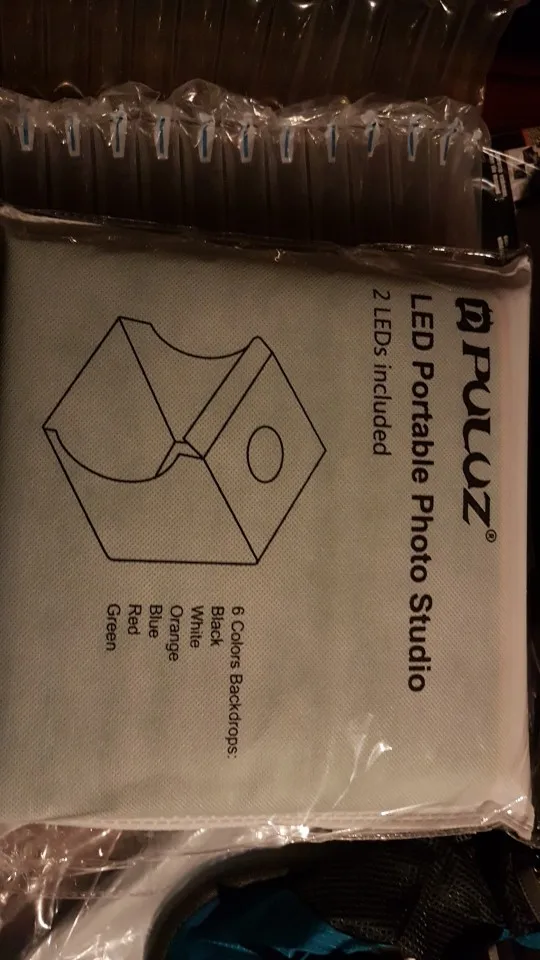 PULUZ®
LED Portable Photo Studio
2 LEDs included
6 Colors Backdrops:
Black
White
Orange
Blue
Red
Green